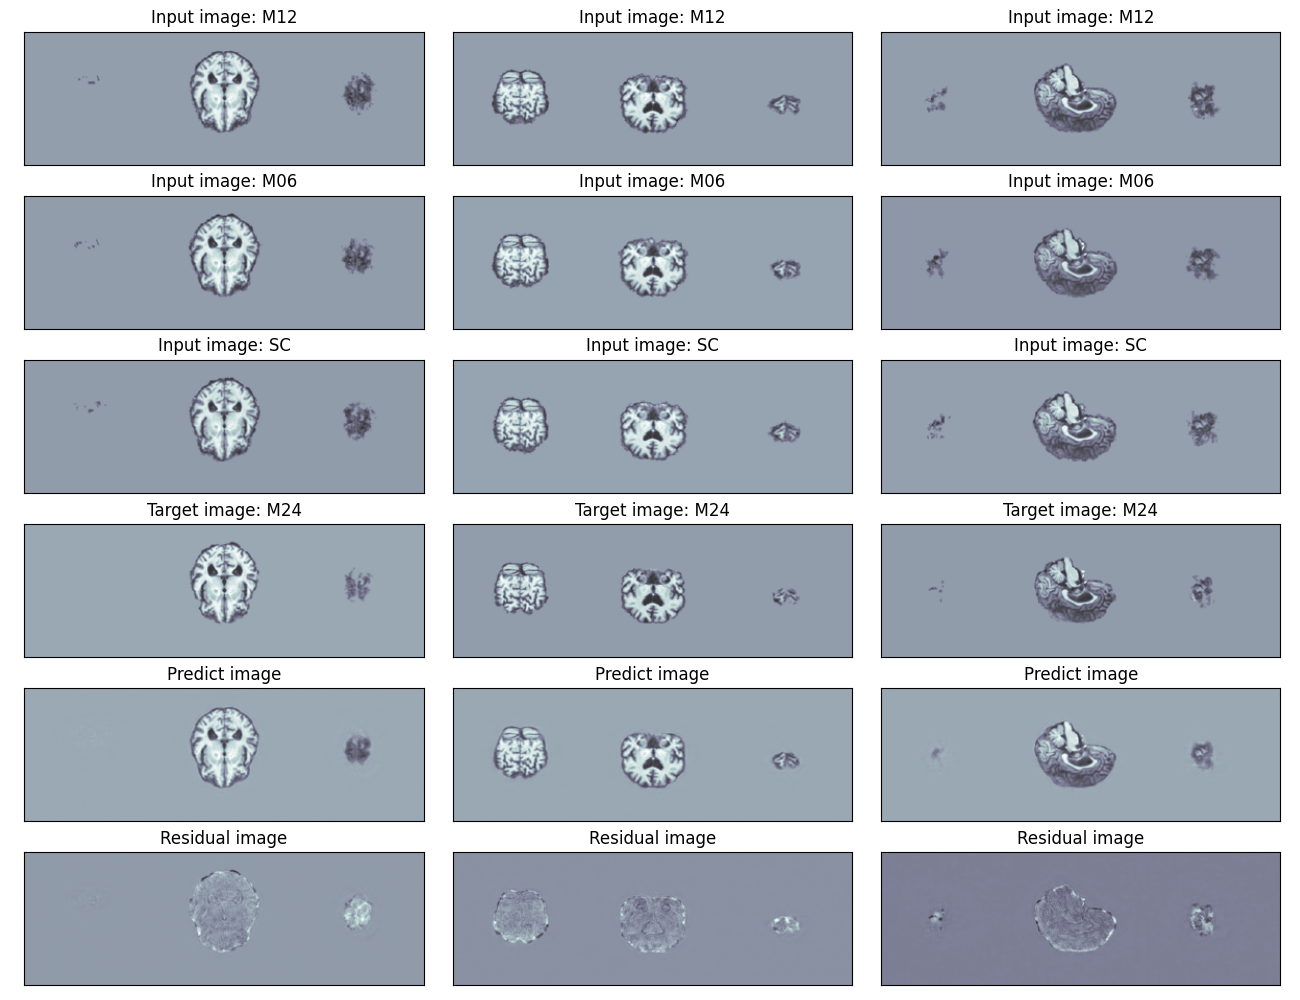 Input image: M12 Input image: M12 Input image: M12
Input image: M06 Input image: M06 Input image: M06
Input image: SC Input image: SC Input image: SC
Target image: M24 Target image: M24 Target image: M24
Predict image Predict image Predict image
Residual image Residual image Residual image